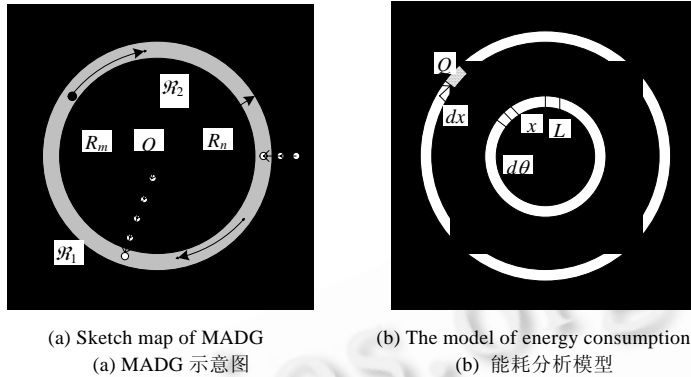 ℜ₂
Rₘ O Rₙ
ℜ₁
Q
dx
x L
dθ
(a) Sketch map of MADG
(a) MADG 示意图
(b) The model of energy consumption
(b) 能耗分析模型